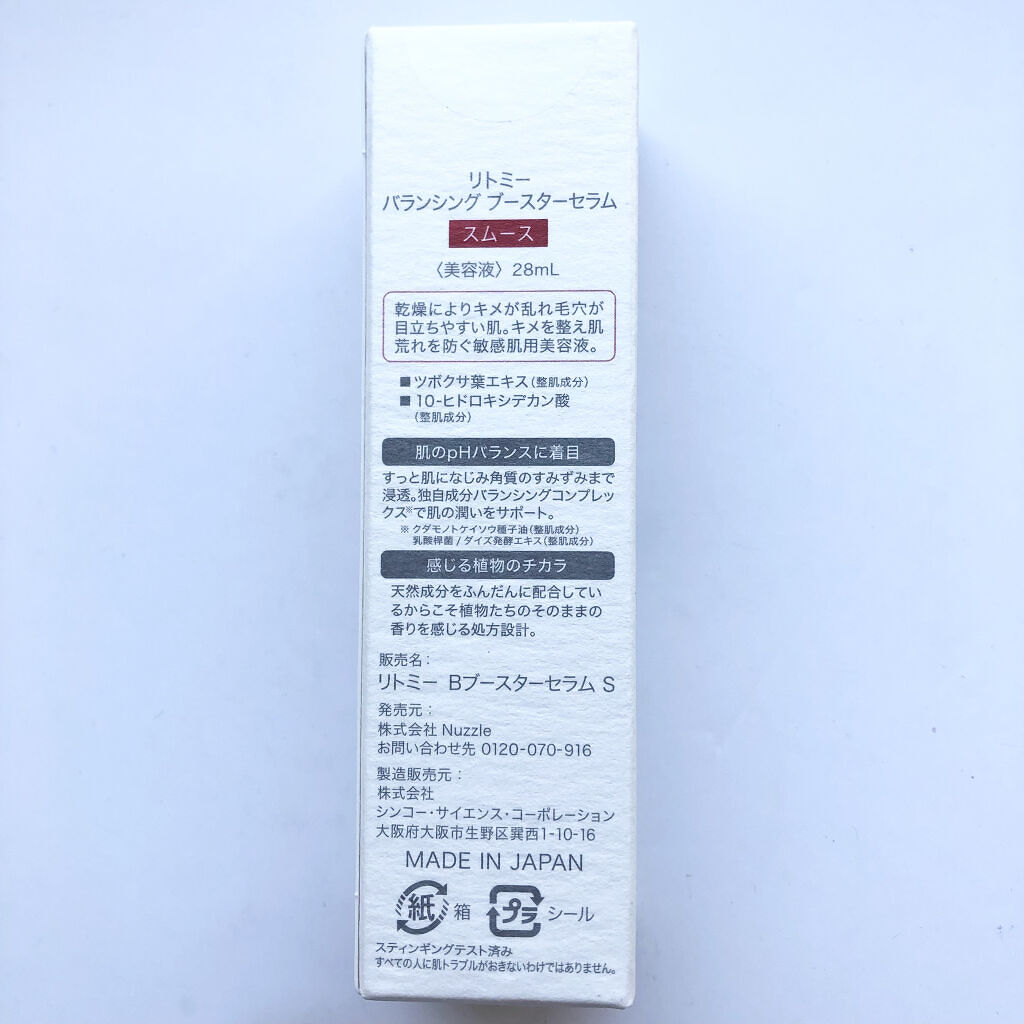 リトミー
バランシング ブースターセラム
スムース
〈美容液〉28mL
乾燥によりキメが乱れ毛穴が
目立ちやすい肌。キメを整え肌
荒れを防ぐ敏感肌用美容液。
■ツボクサ葉エキス(整肌成分)
■10-ヒドロキシデカン酸
(整肌成分)
肌のpHバランスに着目
すっと肌になじみ角質のすみずみまで
浸透。独自成分バランシングコンプレッ
クス※で肌の潤いをサポート。
※ クダモノトケイソウ種子油(整肌成分)
乳酸桿菌/ダイズ発酵エキス(整肌成分)
感じる植物のチカラ
天然成分をふんだんに配合してい
るからこそ植物たちのそのままの
香りを感じる処方設計。
販売名:
リトミー Bブースターセラム S
発売元:
株式会社 Nuzzle
お問い合わせ先 0120-070-916
製造販売元:
株式会社
シンコー・サイエンス・コーポレーション
大阪府大阪市生野区巽西1-10-16
MADE IN JAPAN
紙 箱 プラ シール
スティンギングテスト済み
すべての人に肌トラブルがおきないわけではありません。